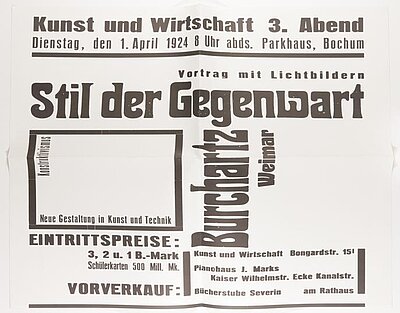 Kunst und Wirtschaft 3. Abend
Dienstag, den 1. April 1924 8 Uhr abds. Parkhaus, Bochum
Vortrag mit Lichtbildern
Stil der Gegenwart
Burchartz
Weimar
Konstruktivismus
Neue Gestaltung in Kunst und Technik
EINTRITTSPREISE:
3, 2 u. 1 B.-Mark
Schülerkarten 500 Mill. Mk.
VORVERKAUF:
Kunst und Wirtschaft Bongardstr. 15I
Pianohaus J. Marks
Kaiser Wilhelmstr. Ecke Kanalstr.
Bücherstube Severin am Rathaus